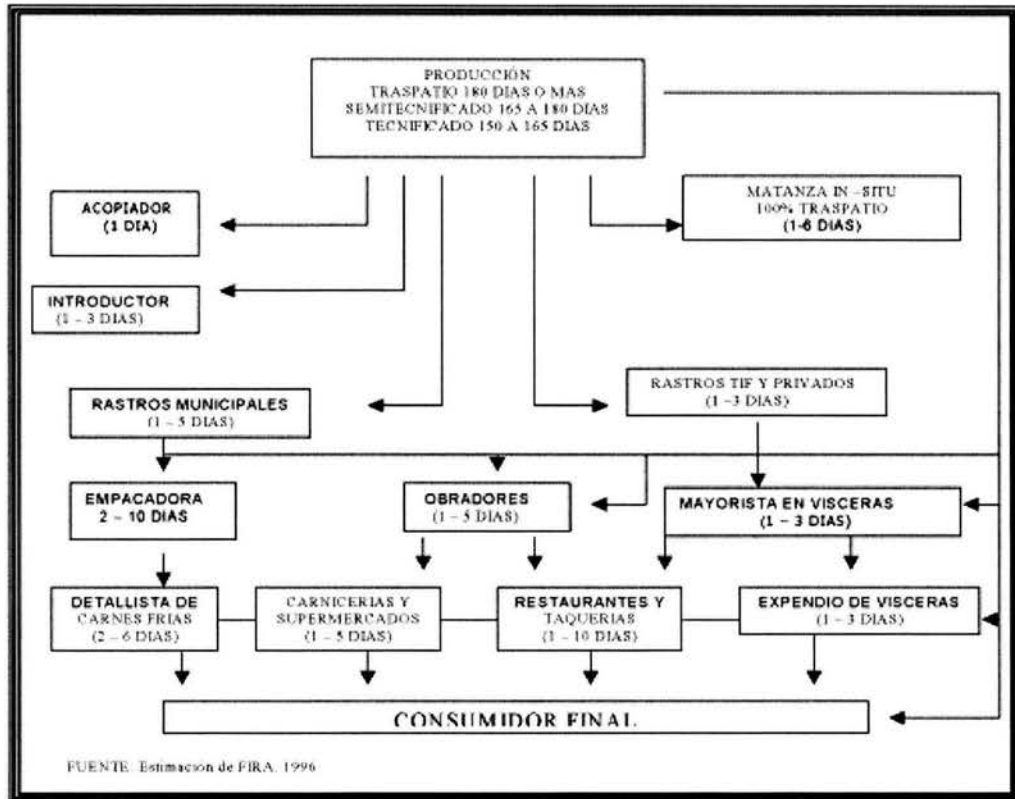 PRODUCCIÓN
TRASPATIO 180 DIAS O MAS
SEMITECNIFICADO 165 A 180 DIAS
TECNIFICADO 150 A 165 DIAS
ACOPIADOR
(1 DIA)
MATANZA IN –SITU
100% TRASPATIO
(1-6 DIAS)
INTRODUCTOR
(1 – 3 DIAS)
RASTROS MUNICIPALES
(1 – 5 DIAS)
RASTROS TIF Y PRIVADOS
(1 –3 DIAS)
EMPACADORA
2 – 10 DIAS
OBRADORES
(1 – 5 DIAS)
MAYORISTA EN VISCERAS
(1 – 3 DIAS)
DETALLISTA DE
CARNES FRIAS
(2 – 6 DIAS)
CARNICERIAS Y
SUPERMERCADOS
(1 – 5 DIAS)
RESTAURANTES Y
TAQUERIAS
(1 – 10 DIAS)
EXPENDIO DE VISCERAS
(1 – 3 DIAS)
CONSUMIDOR FINAL
FUENTE. Estimacion de FIRA. 1996